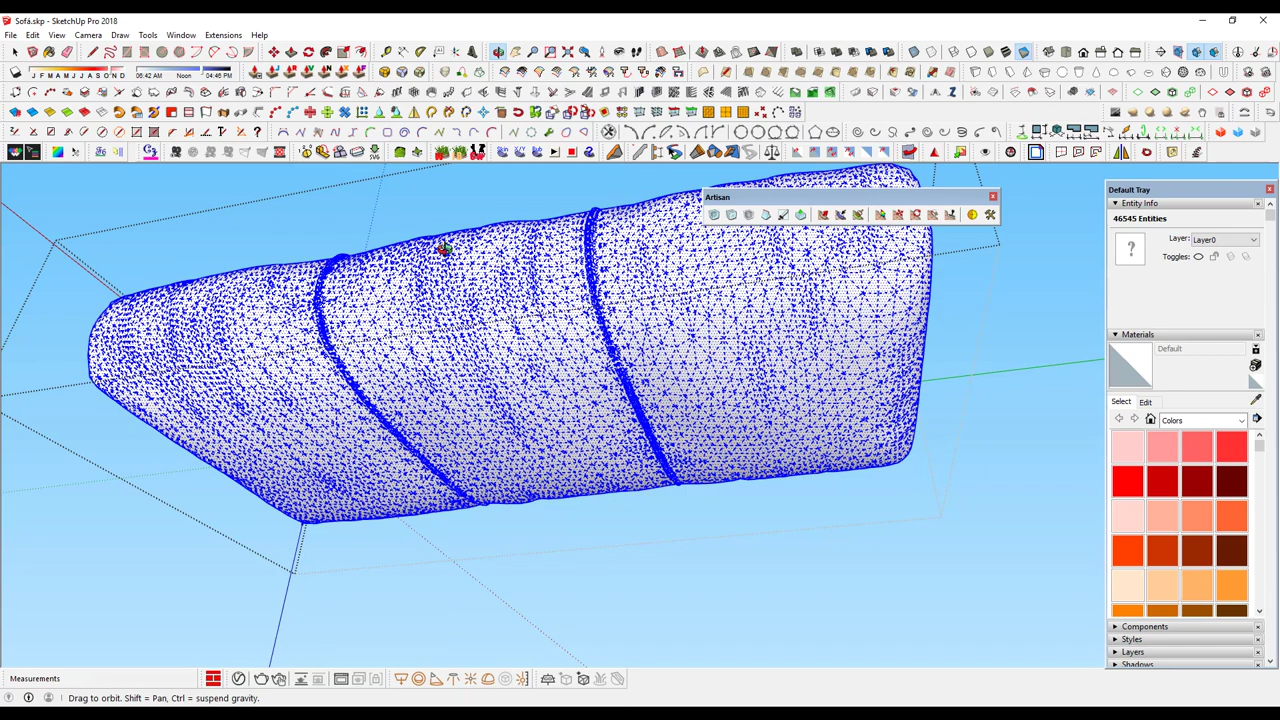 Sofá.skp - SketchUp Pro 2018
File Edit View Camera Draw Tools Window Extensions Help
J F M A M J J A S O N D 06:42 AM Noon 04:46 PM
Artisan
Default Tray
Entity Info
46545 Entities
Layer: Layer0
Toggles:
Materials
Default
Select Edit
Colors
Components
Styles
Layers
Shadows
Measurements
Drag to orbit. Shift = Pan, Ctrl = suspend gravity.